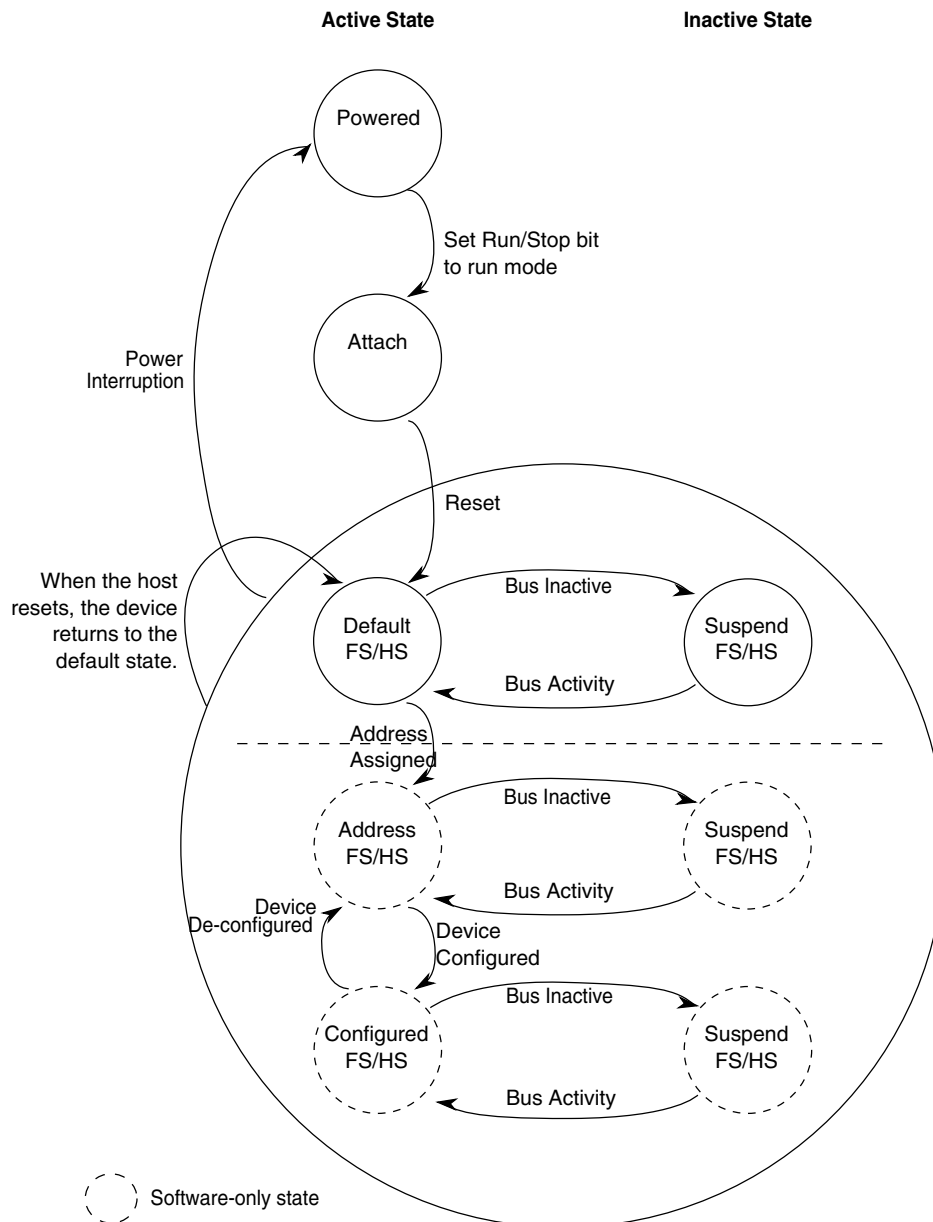 Active State
Inactive State
Powered
Set Run/Stop bit
to run mode
Attach
Power
Interruption
Reset
When the host
resets, the device
returns to the
default state.
Default
FS/HS
Bus Inactive
Suspend
FS/HS
Bus Activity
Address
Assigned
Address
FS/HS
Bus Inactive
Suspend
FS/HS
Bus Activity
Device
De-configured
Device
Configured
Configured
FS/HS
Bus Inactive
Suspend
FS/HS
Bus Activity
Software-only state